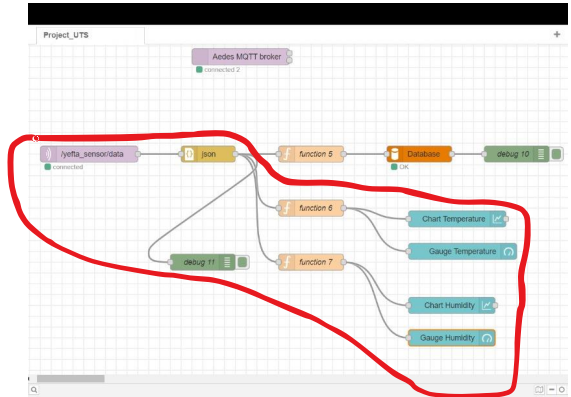 Project_UTS
Aedes MQTT broker
connected 2
/yefta_sensor/data
connected
json
function 5
Database
OK
debug 10
function 6
Chart Temperature
Gauge Temperature
debug 11
function 7
Chart Humidity
Gauge Humidity